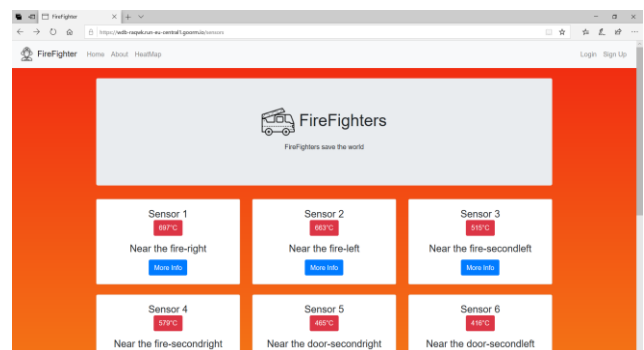 FireFighter
https://wdb-rxqek.run-eu-central1.goorm.io/sensors
FireFighter Home About HeatMap Login Sign Up
FireFighters
FireFighters save the world
Sensor 1 Sensor 2 Sensor 3
697°C 663°C 515°C
Near the fire-right Near the fire-left Near the fire-secondleft
More Info More Info More Info
Sensor 4 Sensor 5 Sensor 6
579°C 465°C 416°C
Near the fire-secondright Near the door-secondright Near the door-secondleft